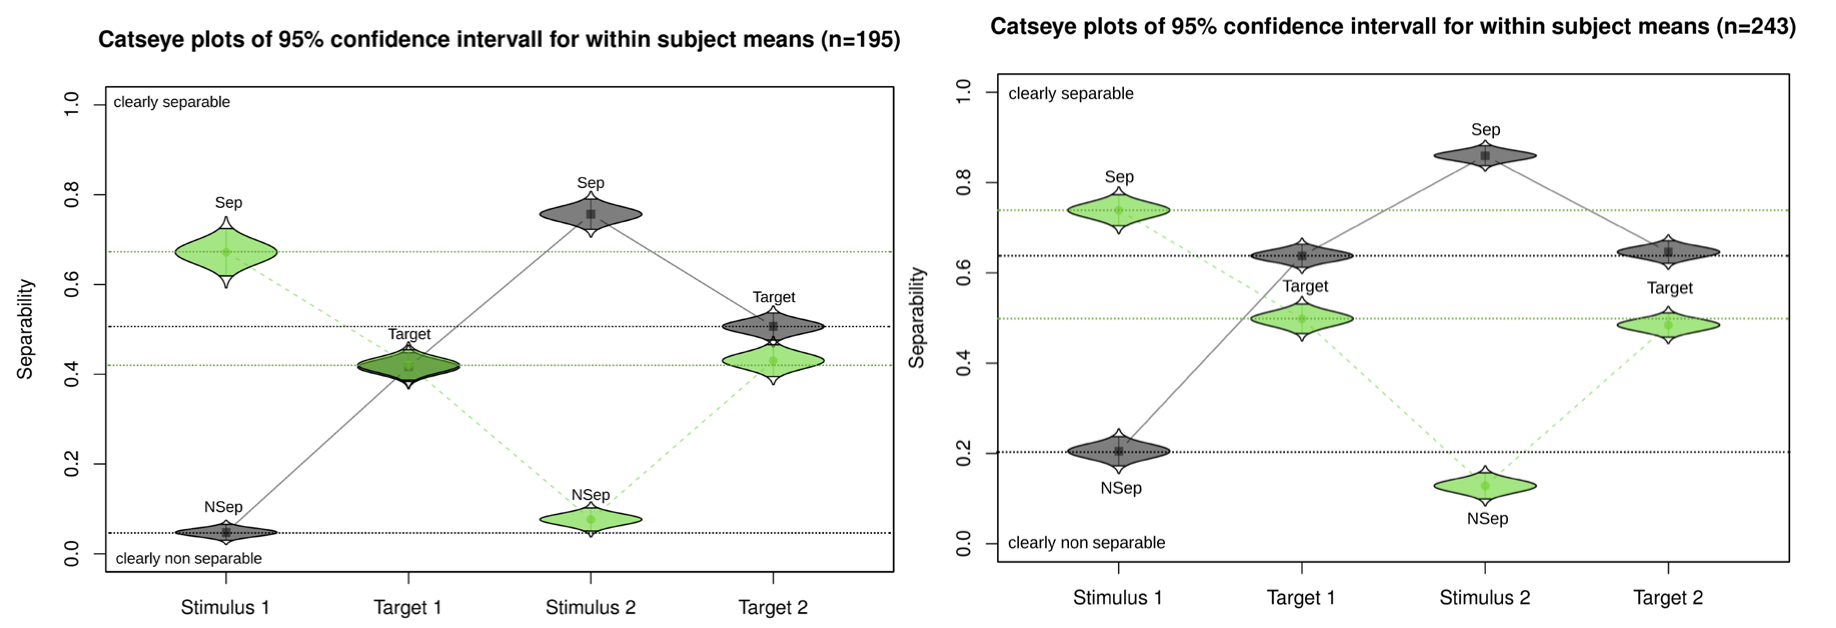 Catseye plots of 95% confidence intervall for within subject means (n=195)
Separability
1.0
0.8
0.6
0.4
0.2
0.0
clearly separable
Sep
Sep
Target
Target
NSep
NSep
clearly non separable
Stimulus 1
Target 1
Stimulus 2
Target 2
Catseye plots of 95% confidence intervall for within subject means (n=243)
Separability
1.0
0.8
0.6
0.4
0.2
0.0
clearly separable
Sep
Sep
Target
Target
NSep
NSep
clearly non separable
Stimulus 1
Target 1
Stimulus 2
Target 2